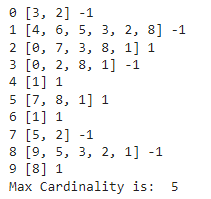 0 [3, 2] -1
1 [4, 6, 5, 3, 2, 8] -1
2 [0, 7, 3, 8, 1] 1
3 [0, 2, 8, 1] -1
4 [1] 1
5 [7, 8, 1] 1
6 [1] 1
7 [5, 2] -1
8 [9, 5, 3, 2, 1] -1
9 [8] 1
Max Cardinality is:  5